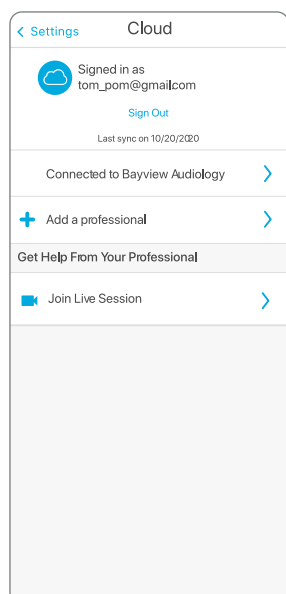 Settings
Cloud
Signed in as
tom_pom@gmail.com
Sign Out
Last sync on 10/20/2020
Connected to Bayview Audiology
Add a professional
Get Help From Your Professional
Join Live Session